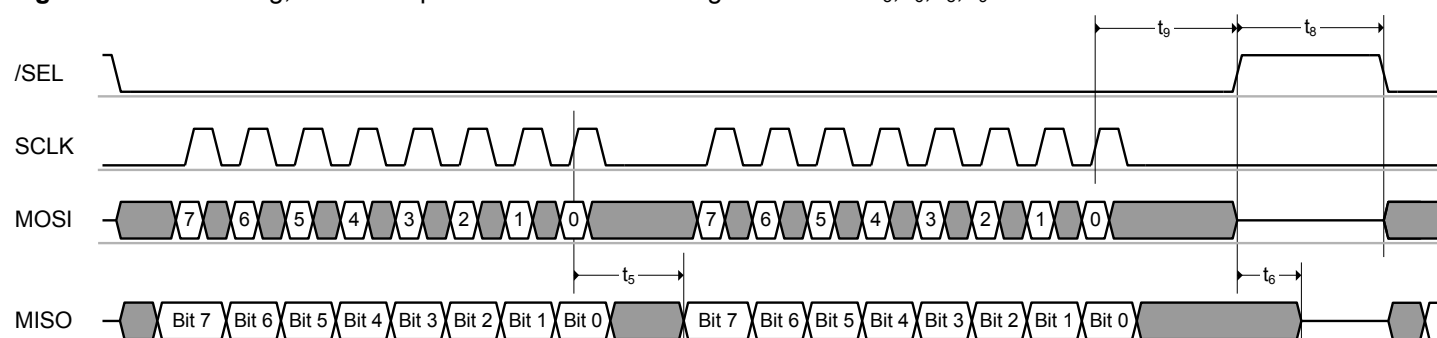 t₉ t₈
/SEL
SCLK
MOSI 7 6 5 4 3 2 1 0 7 6 5 4 3 2 1 0
t₅ t₆
MISO Bit 7 Bit 6 Bit 5 Bit 4 Bit 3 Bit 2 Bit 1 Bit 0 Bit 7 Bit 6 Bit 5 Bit 4 Bit 3 Bit 2 Bit 1 Bit 0